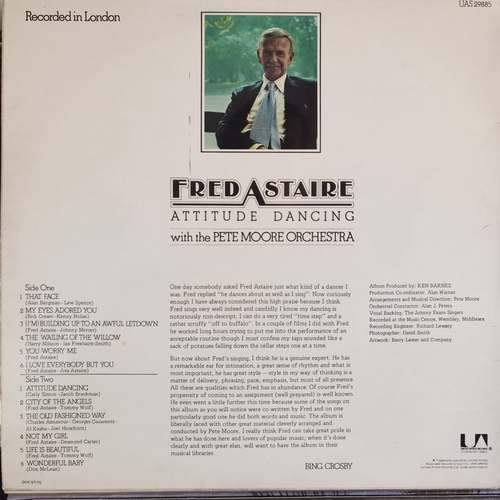 Recorded in London
UAS 29885
FRED ASTAIRE
ATTITUDE DANCING
with the PETE MOORE ORCHESTRA
Side One
1 THAT FACE
(Alan Bergman - Lew Spence)
2 MY EYES ADORED YOU
(Bob Crewe - Kenny Nolan)
3 (I'M) BUILDING UP TO AN AWFUL LETDOWN
(Fred Astaire - Johnny Mercer)
4 THE WAILING OF THE WILLOW
(Harry Nilsson - Ian Freebairn-Smith)
5 YOU WORRY ME
(Fred Astaire)
6 I LOVE EVERYBODY BUT YOU
(Fred Astaire - Ava Astaire)
Side Two
1 ATTITUDE DANCING
(Carly Simon - Jacob Brackman)
2 CITY OF THE ANGELS
(Fred Astaire - Tommy Wolf)
3 THE OLD FASHIONED WAY
(Charles Aznavour - Georges Garvarentz
Al Kasha - Joel Hirschhorn)
4 NOT MY GIRL
(Fred Astaire - Desmond Carter)
5 LIFE IS BEAUTIFUL
(Fred Astaire - Tommy Wolf)
6 WONDERFUL BABY
(Don McLean)
One day somebody asked Fred Astaire just what kind of a dancer I
was. Fred replied "he dances about as well as I sing". Now curiously
enough I have always considered this high praise because I think
Fred sings very well indeed and candidly I know my dancing is
notoriously non-descript. I can do a very tired "time step" and a
rather scruffy "off to buffalo". In a couple of films I did with Fred
he worked long hours trying to put me into the performance of an
acceptable routine though I must confess my taps sounded like a
sack of potatoes falling down the cellar steps one at a time.
But now about Fred's singing, I think he is a genuine expert. He has
a remarkable ear for intonation, a great sense of rhythm and what is
most important, he has great style -- style in my way of thinking is a
matter of delivery, phrasing, pace, emphasis, but most of all presence.
All these are qualities which Fred has in abundance. Of course Fred's
propensity of coming to an assignment (well prepared) is well known.
He even went a little further this time because some of the songs on
this album as you will notice were co-written by Fred and on one
particularly good one he did both words and music. The album is
liberally laced with other great material cleverly arranged and
conducted by Pete Moore. I really think Fred can take great pride in
what he has done here and lovers of popular music, when it's done
clearly and with great elan, will want to have the album in their
musical libraries.
BING CROSBY
Album Produced by: KEN BARNES
Production Co-ordinator: Alan Warner
Arrangements and Musical Direction: Pete Moore
Orchestral Contractor: Alan J. Peters
Vocal Backing: The Johnny Evans Singers
Recorded at the Music Centre, Wembley, Middlesex
Recording Engineer: Richard Lewzey
Photographer: David Smith
Artwork: Barry Lester and Company